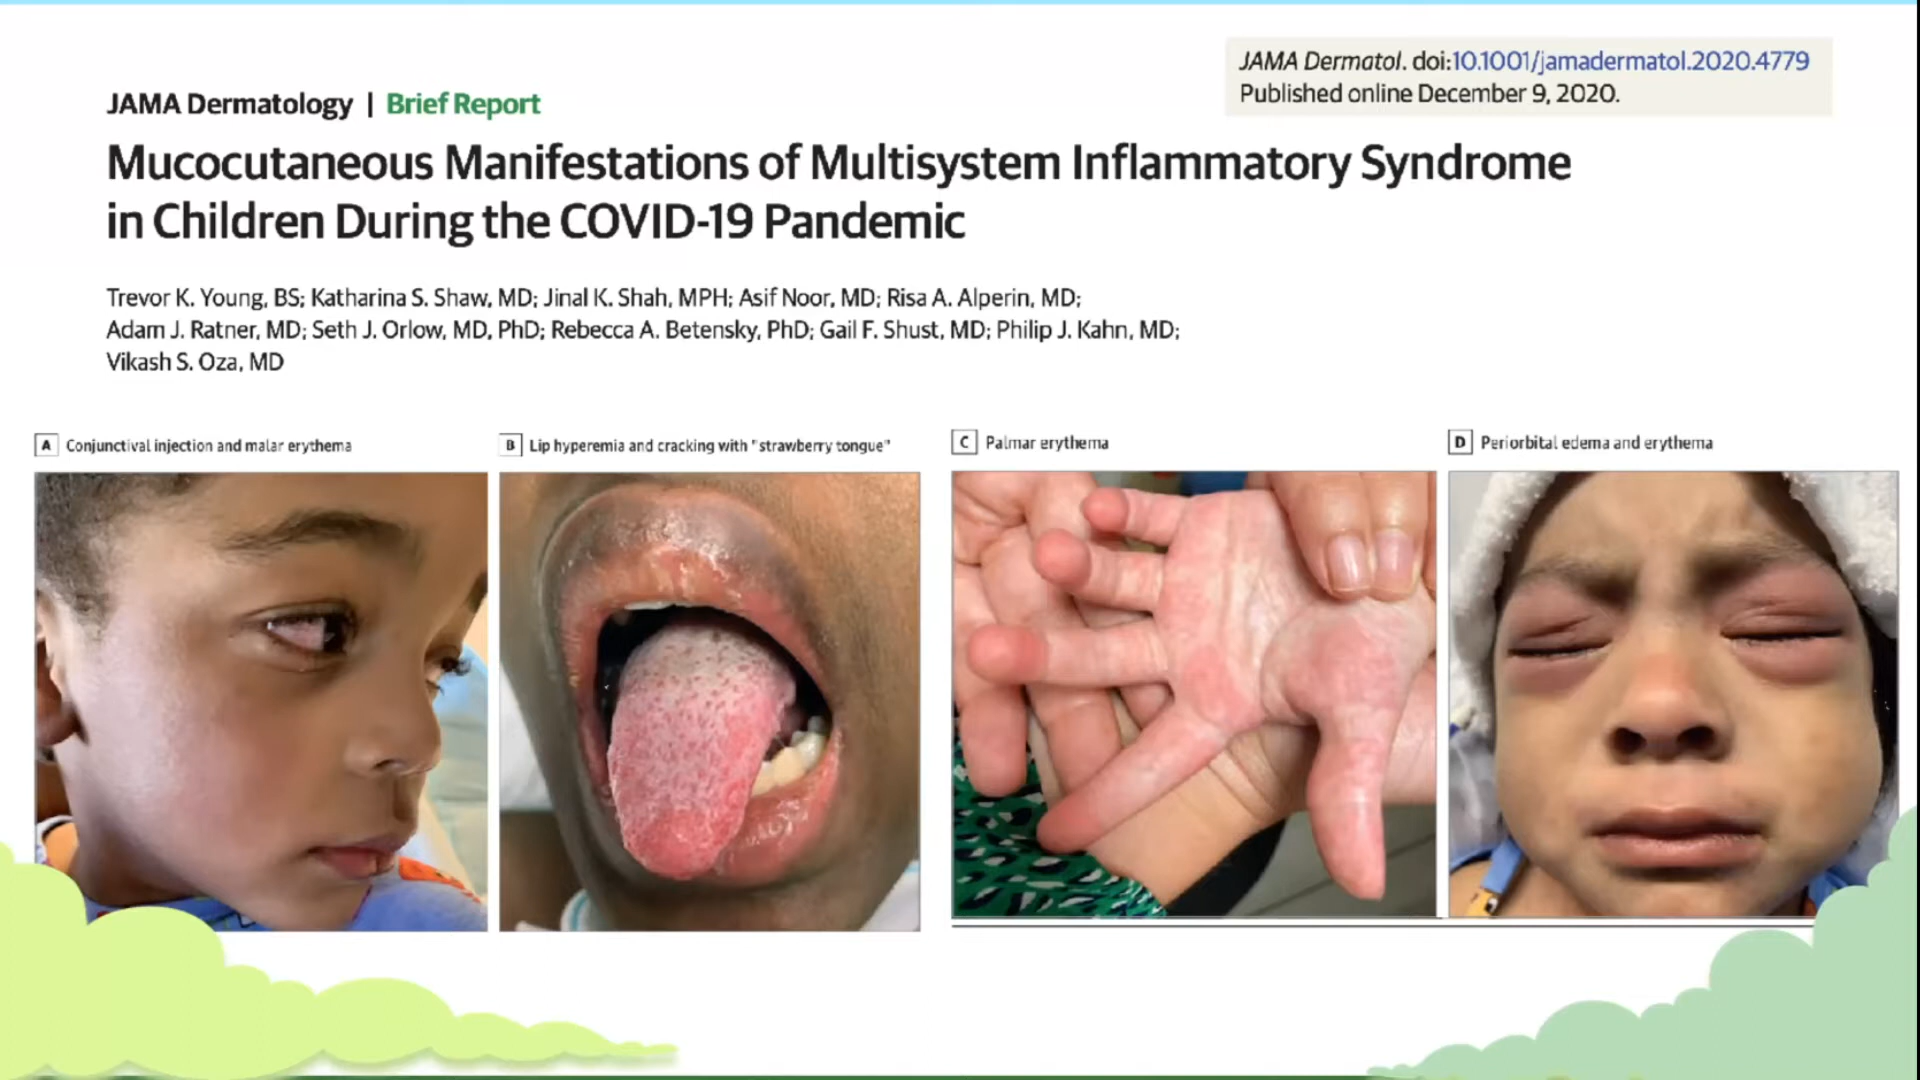 JAMA Dermatol. doi:10.1001/jamadermatol.2020.4779
Published online December 9, 2020.
JAMA Dermatology | Brief Report
Mucocutaneous Manifestations of Multisystem Inflammatory Syndrome
in Children During the COVID-19 Pandemic
Trevor K. Young, BS; Katharina S. Shaw, MD; Jinal K. Shah, MPH; Asif Noor, MD; Risa A. Alperin, MD;
Adam J. Ratner, MD; Seth J. Orlow, MD, PhD; Rebecca A. Betensky, PhD; Gail F. Shust, MD; Philip J. Kahn, MD;
Vikash S. Oza, MD
A Conjunctival injection and malar erythema
B Lip hyperemia and cracking with "strawberry tongue"
C Palmar erythema
D Periorbital edema and erythema